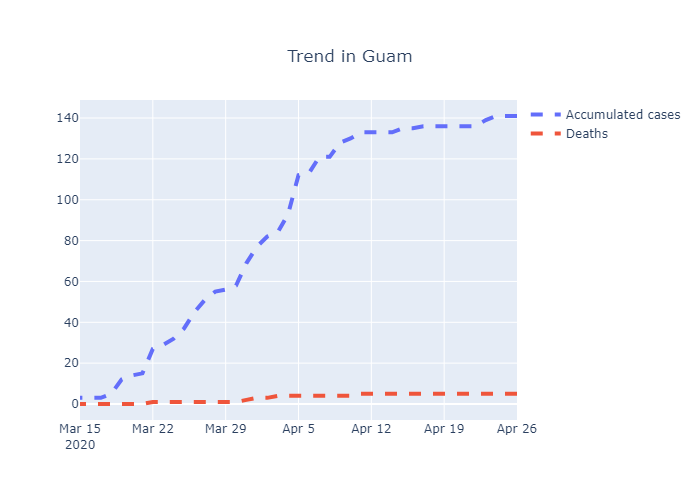 Trend in Guam
140
120
100
80
60
40
20
0
Mar 15
2020
Mar 22
Mar 29
Apr 5
Apr 12
Apr 19
Apr 26
Accumulated cases
Deaths